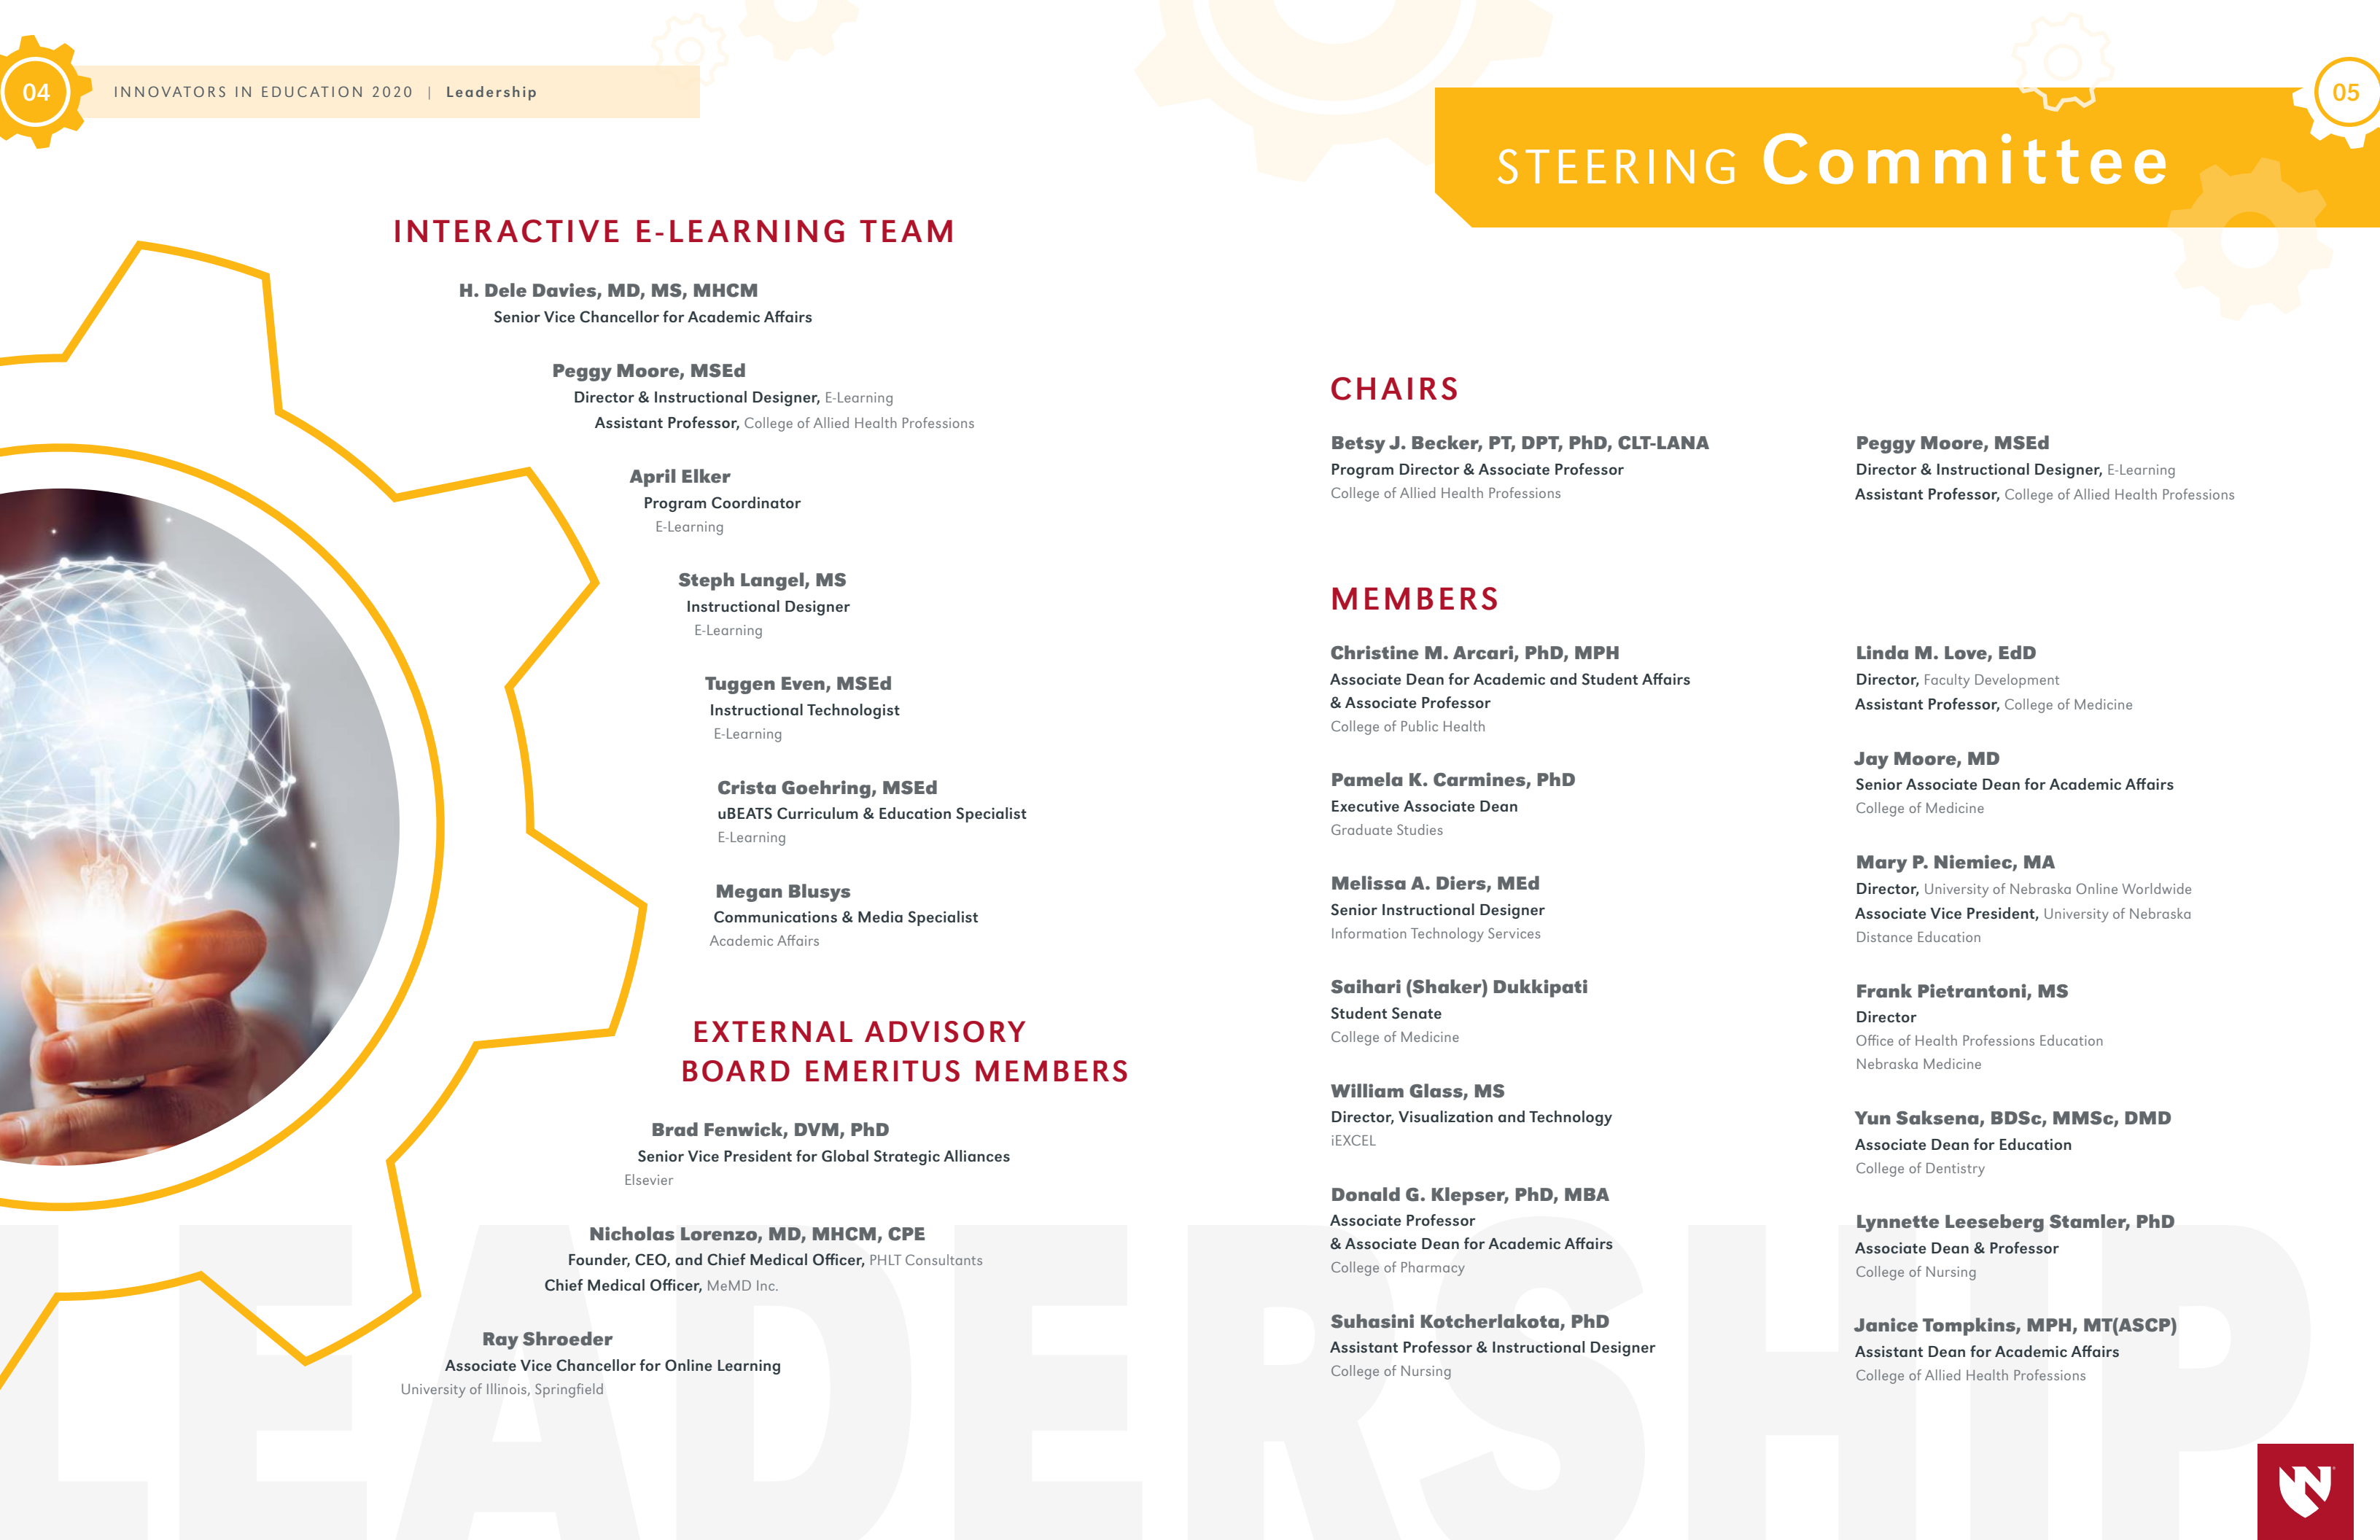 04
INNOVATORS IN EDUCATION 2020 | Leadership
INTERACTIVE E-LEARNING TEAM
H. Dele Davies, MD, MS, MHCM
Senior Vice Chancellor for Academic Affairs
Peggy Moore, MSEd
Director & Instructional Designer, E-Learning
Assistant Professor, College of Allied Health Professions
April Elker
Program Coordinator
E-Learning
Steph Langel, MS
Instructional Designer
E-Learning
Tuggen Even, MSEd
Instructional Technologist
E-Learning
Crista Goehring, MSEd
uBEATS Curriculum & Education Specialist
E-Learning
Megan Blusys
Communications & Media Specialist
Academic Affairs
EXTERNAL ADVISORY
BOARD EMERITUS MEMBERS
Brad Fenwick, DVM, PhD
Senior Vice President for Global Strategic Alliances
Elsevier
Nicholas Lorenzo, MD, MHCM, CPE
Founder, CEO, and Chief Medical Officer, PHLT Consultants
Chief Medical Officer, MeMD Inc.
Ray Shroeder
Associate Vice Chancellor for Online Learning
University of Illinois, Springfield
05
STEERING Committee
CHAIRS
Betsy J. Becker, PT, DPT, PhD, CLT-LANA
Program Director & Associate Professor
College of Allied Health Professions
Peggy Moore, MSEd
Director & Instructional Designer, E-Learning
Assistant Professor, College of Allied Health Professions
MEMBERS
Christine M. Arcari, PhD, MPH
Associate Dean for Academic and Student Affairs
& Associate Professor
College of Public Health
Pamela K. Carmines, PhD
Executive Associate Dean
Graduate Studies
Melissa A. Diers, MEd
Senior Instructional Designer
Information Technology Services
Saihari (Shaker) Dukkipati
Student Senate
College of Medicine
William Glass, MS
Director, Visualization and Technology
iEXCEL
Donald G. Klepser, PhD, MBA
Associate Professor
& Associate Dean for Academic Affairs
College of Pharmacy
Suhasini Kotcherlakota, PhD
Assistant Professor & Instructional Designer
College of Nursing
Linda M. Love, EdD
Director, Faculty Development
Assistant Professor, College of Medicine
Jay Moore, MD
Senior Associate Dean for Academic Affairs
College of Medicine
Mary P. Niemiec, MA
Director, University of Nebraska Online Worldwide
Associate Vice President, University of Nebraska
Distance Education
Frank Pietrantoni, MS
Director
Office of Health Professions Education
Nebraska Medicine
Yun Saksena, BDSc, MMSc, DMD
Associate Dean for Education
College of Dentistry
Lynnette Leeseberg Stamler, PhD
Associate Dean & Professor
College of Nursing
Janice Tompkins, MPH, MT(ASCP)
Assistant Dean for Academic Affairs
College of Allied Health Professions
LEADERSHIP
N